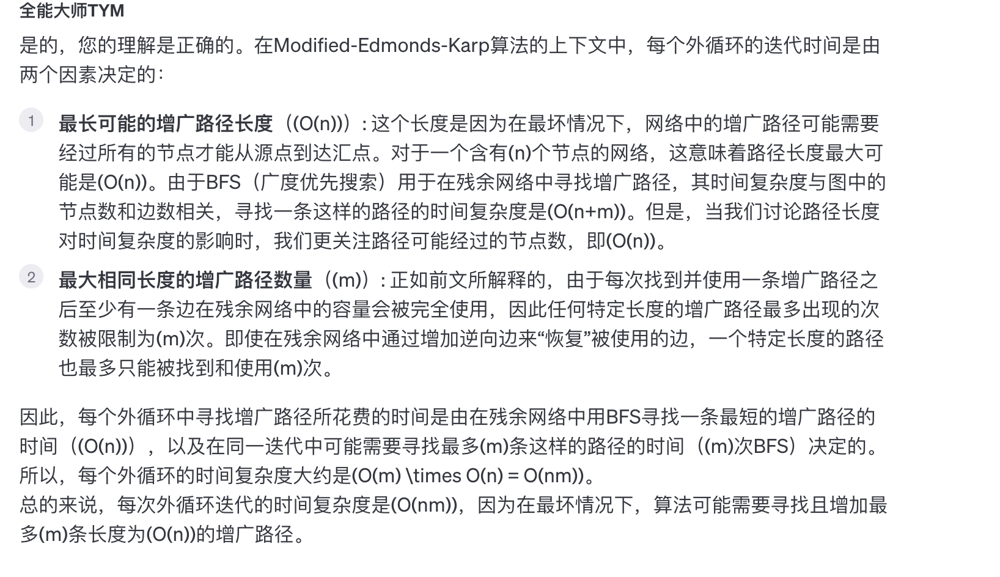 全能大师TYM
是的，您的理解是正确的。在Modified-Edmonds-Karp算法的上下文中，每个外循环的迭代时间是由
两个因素决定的：
1 最长可能的增广路径长度（(O(n))）：这个长度是因为在最坏情况下，网络中的增广路径可能需要
经过所有的节点才能从源点到达汇点。对于一个含有(n)个节点的网络，这意味着路径长度最大可
能是(O(n))。由于BFS（广度优先搜索）用于在残余网络中寻找增广路径，其时间复杂度与图中的
节点数和边数相关，寻找一条这样的路径的时间复杂度是(O(n+m))。但是，当我们讨论路径长度
对时间复杂度的影响时，我们更关注路径可能经过的节点数，即(O(n))。
2 最大相同长度的增广路径数量（(m)）：正如前文所解释的，由于每次找到并使用一条增广路径之
后至少有一条边在残余网络中的容量会被完全使用，因此任何特定长度的增广路径最多出现的次
数被限制为(m)次。即使在残余网络中通过增加逆向边来“恢复”被使用的边，一个特定长度的路径
也最多只能被找到和使用(m)次。
因此，每个外循环中寻找增广路径所花费的时间是由在残余网络中用BFS寻找一条最短的增广路径的
时间（(O(n))），以及在同一迭代中可能需要寻找最多(m)条这样的路径的时间（(m)次BFS）决定的。
所以，每个外循环的时间复杂度大约是(O(m) \times O(n) = O(nm))。
总的来说，每次外循环迭代的时间复杂度是(O(nm))，因为在最坏情况下，算法可能需要寻找且增加最
多(m)条长度为(O(n))的增广路径。